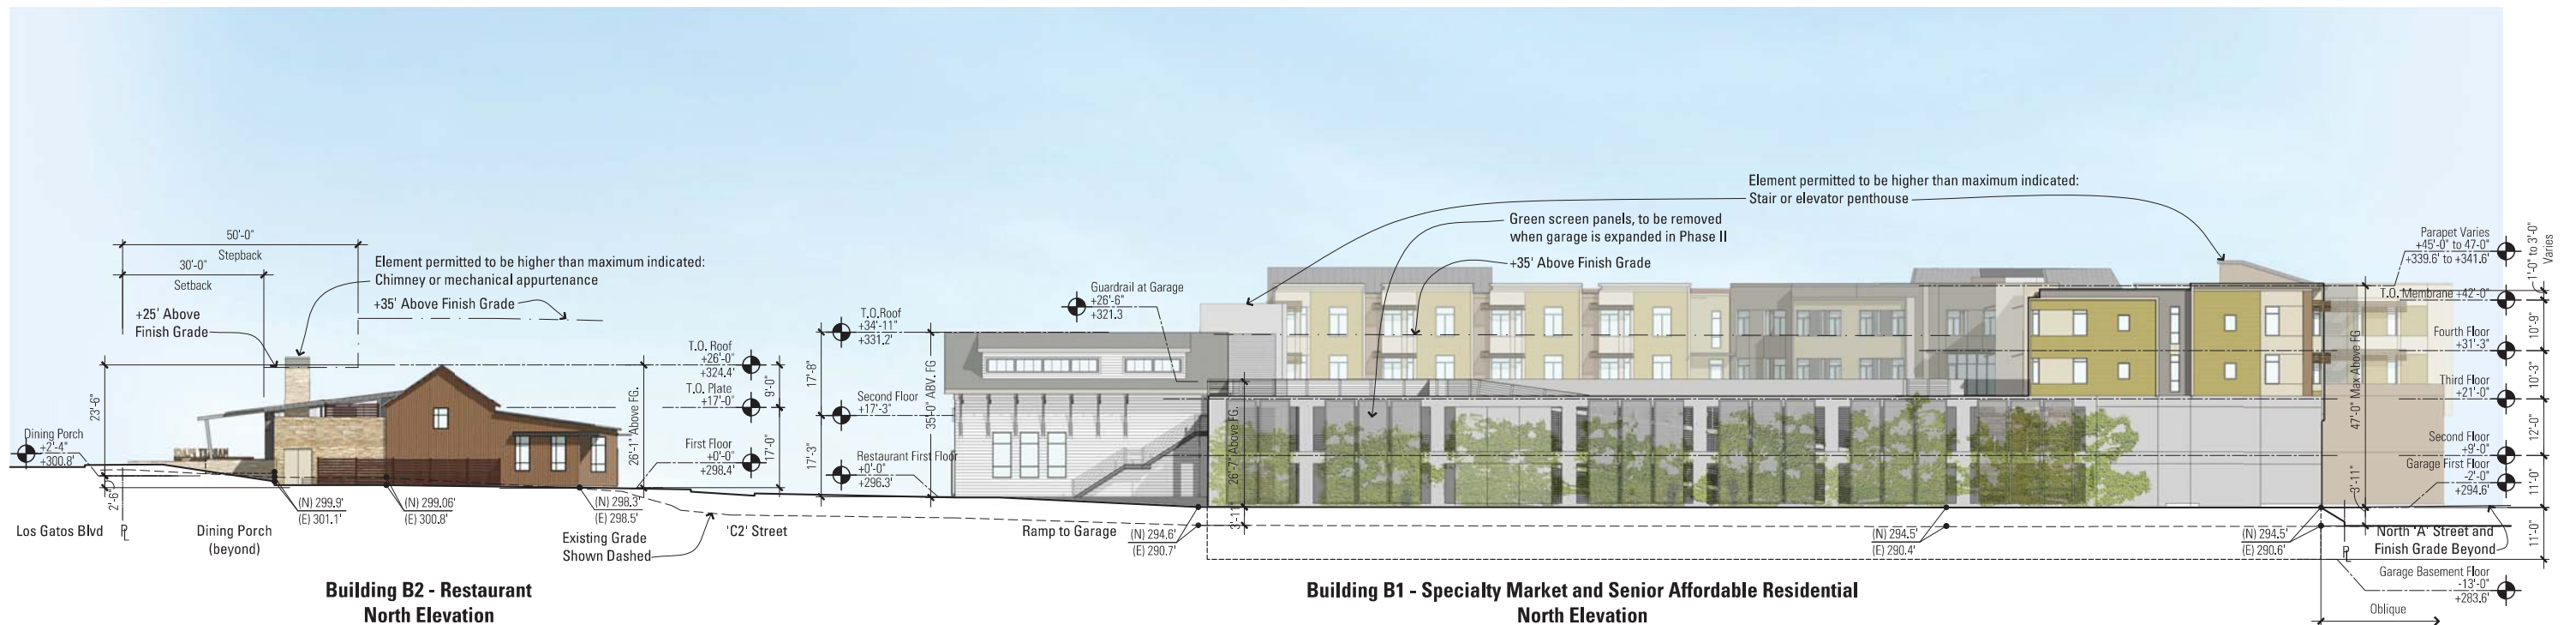 50'-0"
Stepback
30'-0"
Setback
+25' Above
Finish Grade
Element permitted to be higher than maximum indicated:
Chimney or mechanical appurtenance
+35' Above Finish Grade
23'-6"
Dining Porch
+2'-4"
+300.8'
2'-6"
Los Gatos Blvd
Dining Porch
(beyond)
(N) 299.9'
(E) 301.1'
(N) 299.06'
(E) 300.8'
(N) 298.3'
(E) 298.5'
Existing Grade
Shown Dashed
26'-1" Above FG.
T.O. Roof
+26'-0"
+324.4'
T.O. Plate
+17'-0"
First Floor
+0'-0"
+298.4'
9'-0"
17'-0"
'C2' Street
Building B2 - Restaurant
North Elevation
17'-8"
17'-3"
T.O.Roof
+34'-11"
+331.2'
Second Floor
+17'-3"
Restaurant First Floor
+0'-0"
+296.3'
35'-0" ABV. FG
Guardrail at Garage
+26'-6"
+321.3
Ramp to Garage
(N) 294.6'
(E) 290.7'
26'-7" Above FG.
3'-11"
Green screen panels, to be removed
when garage is expanded in Phase II
+35' Above Finish Grade
Element permitted to be higher than maximum indicated:
Stair or elevator penthouse
(N) 294.5'
(E) 290.4'
(N) 294.5'
(E) 290.6'
47'-0" Max Above FG
3'-11"
Parapet Varies
+45'-0" to 47-0"
+339.6' to +341.6'
T.O. Membrane +42'-0"
Fourth Floor
+31'-3"
Third Floor
+21'-0"
Second Floor
+9'-0"
Garage First Floor
-2'-0"
+294.6'
1'-0" to 3'-0"
Varies
10'-9"
10'-3"
12'-0"
11'-0"
11'-0"
North 'A' Street and
Finish Grade Beyond
Garage Basement Floor
-13'-0"
+283.6'
Oblique
Building B1 - Specialty Market and Senior Affordable Residential
North Elevation